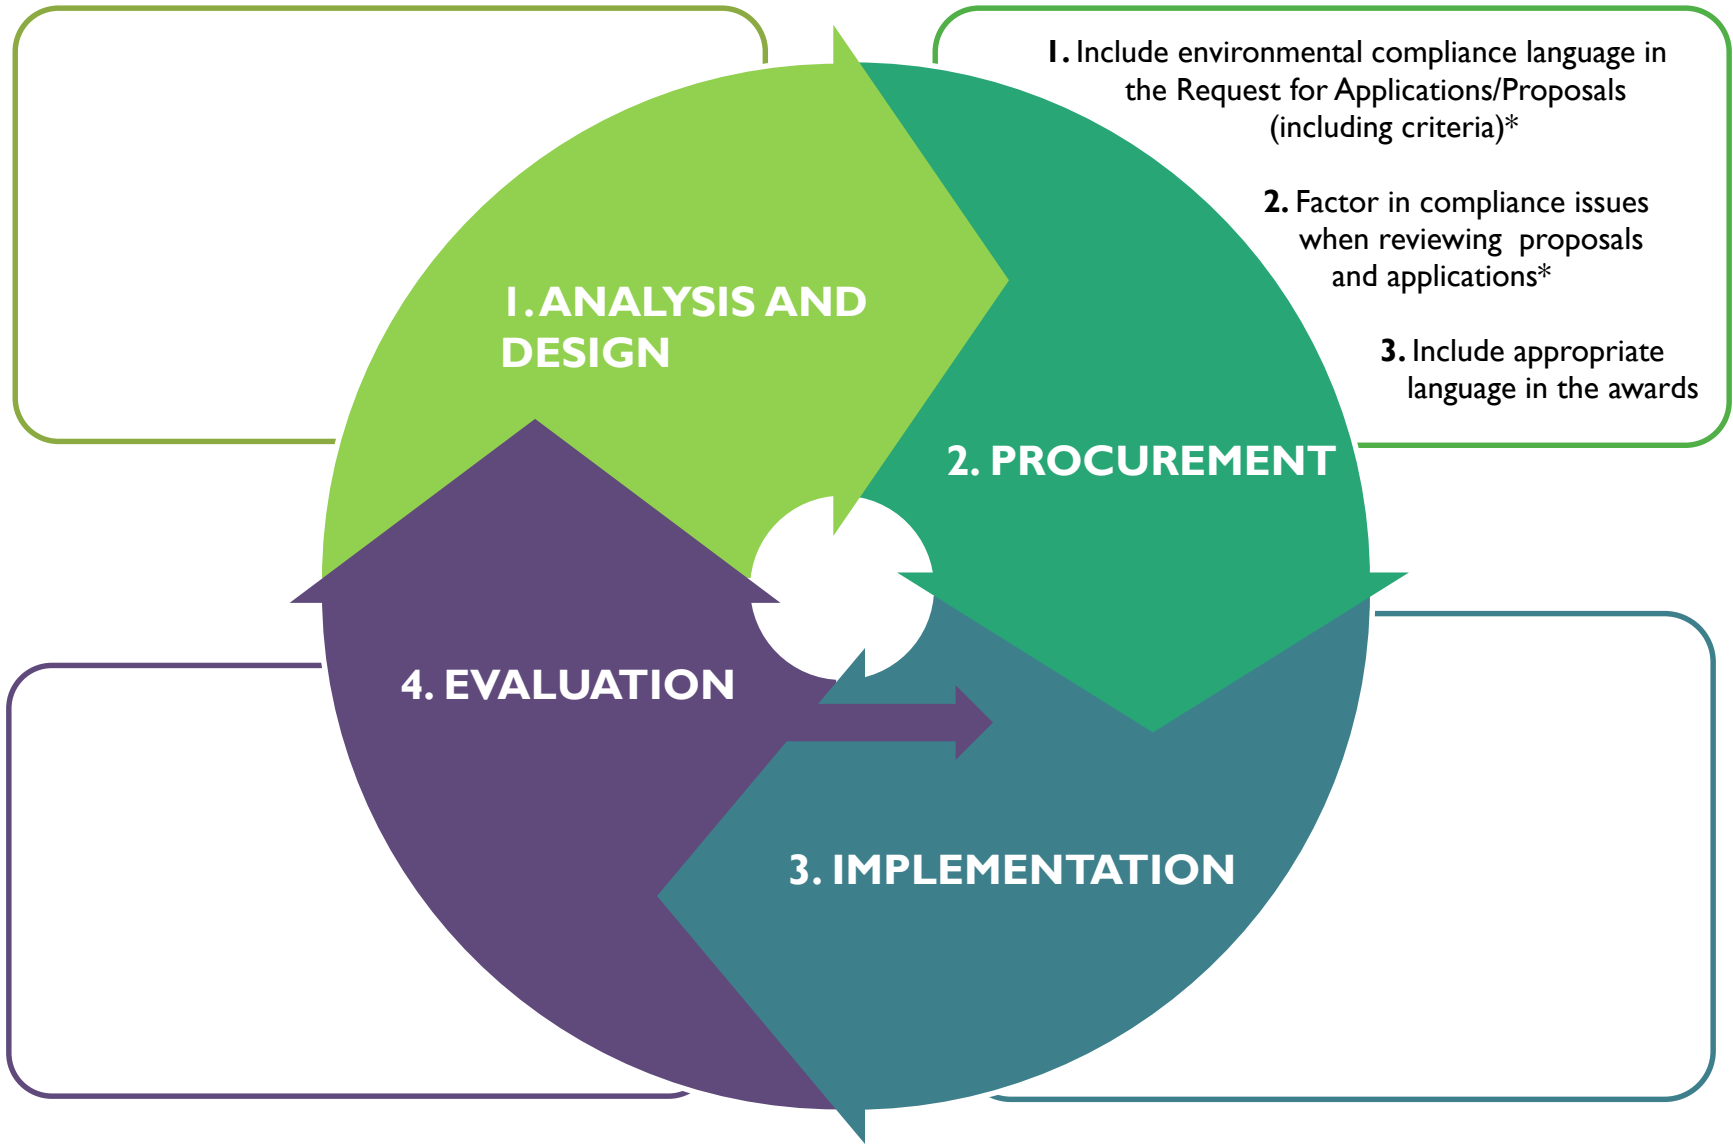 1. Include environmental compliance language in
the Request for Applications/Proposals
(including criteria)*
2. Factor in compliance issues
when reviewing proposals
and applications*
3. Include appropriate
language in the awards
1. ANALYSIS AND
DESIGN
2. PROCUREMENT
4. EVALUATION
3. IMPLEMENTATION